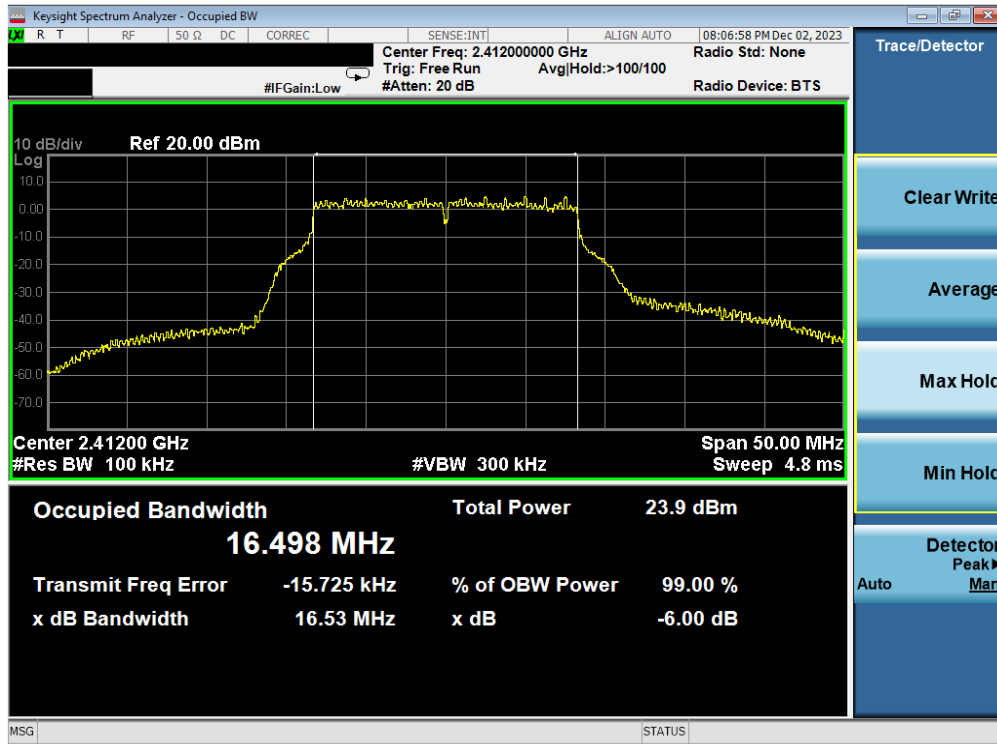 Keysight Spectrum Analyzer - Occupied BW
LXI R T RF 50 Ω DC CORREC SENSE:INT ALIGN AUTO 08:06:58 PM Dec 02, 2023
Center Freq: 2.412000000 GHz Radio Std: None
Trig: Free Run Avg|Hold:>100/100
#IFGain:Low #Atten: 20 dB Radio Device: BTS
Trace/Detector
10 dB/div Ref 20.00 dBm
Log
10.0
0.00
-10.0
-20.0
-30.0
-40.0
-50.0
-60.0
-70.0
Center 2.41200 GHz Span 50.00 MHz
#Res BW 100 kHz #VBW 300 kHz Sweep 4.8 ms
Clear Write
Average
Max Hold
Min Hold
Detector
Peak
Auto Man
Occupied Bandwidth Total Power 23.9 dBm
16.498 MHz
Transmit Freq Error -15.725 kHz % of OBW Power 99.00 %
x dB Bandwidth 16.53 MHz x dB -6.00 dB
MSG STATUS